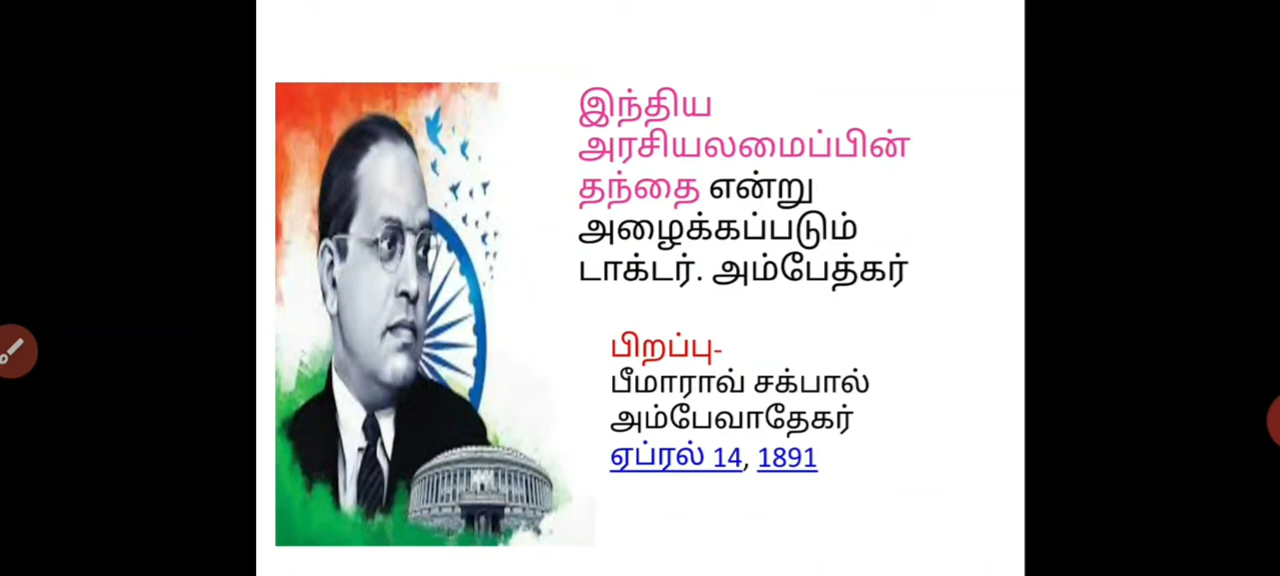 இந்திய
அரசியலமைப்பின்
தந்தை என்று
அழைக்கப்படும்
டாக்டர். அம்பேத்கர்
பிறப்பு-
பீமாராவ் சக்பால்
அம்பேவாதேகர்
ஏப்ரல் 14, 1891